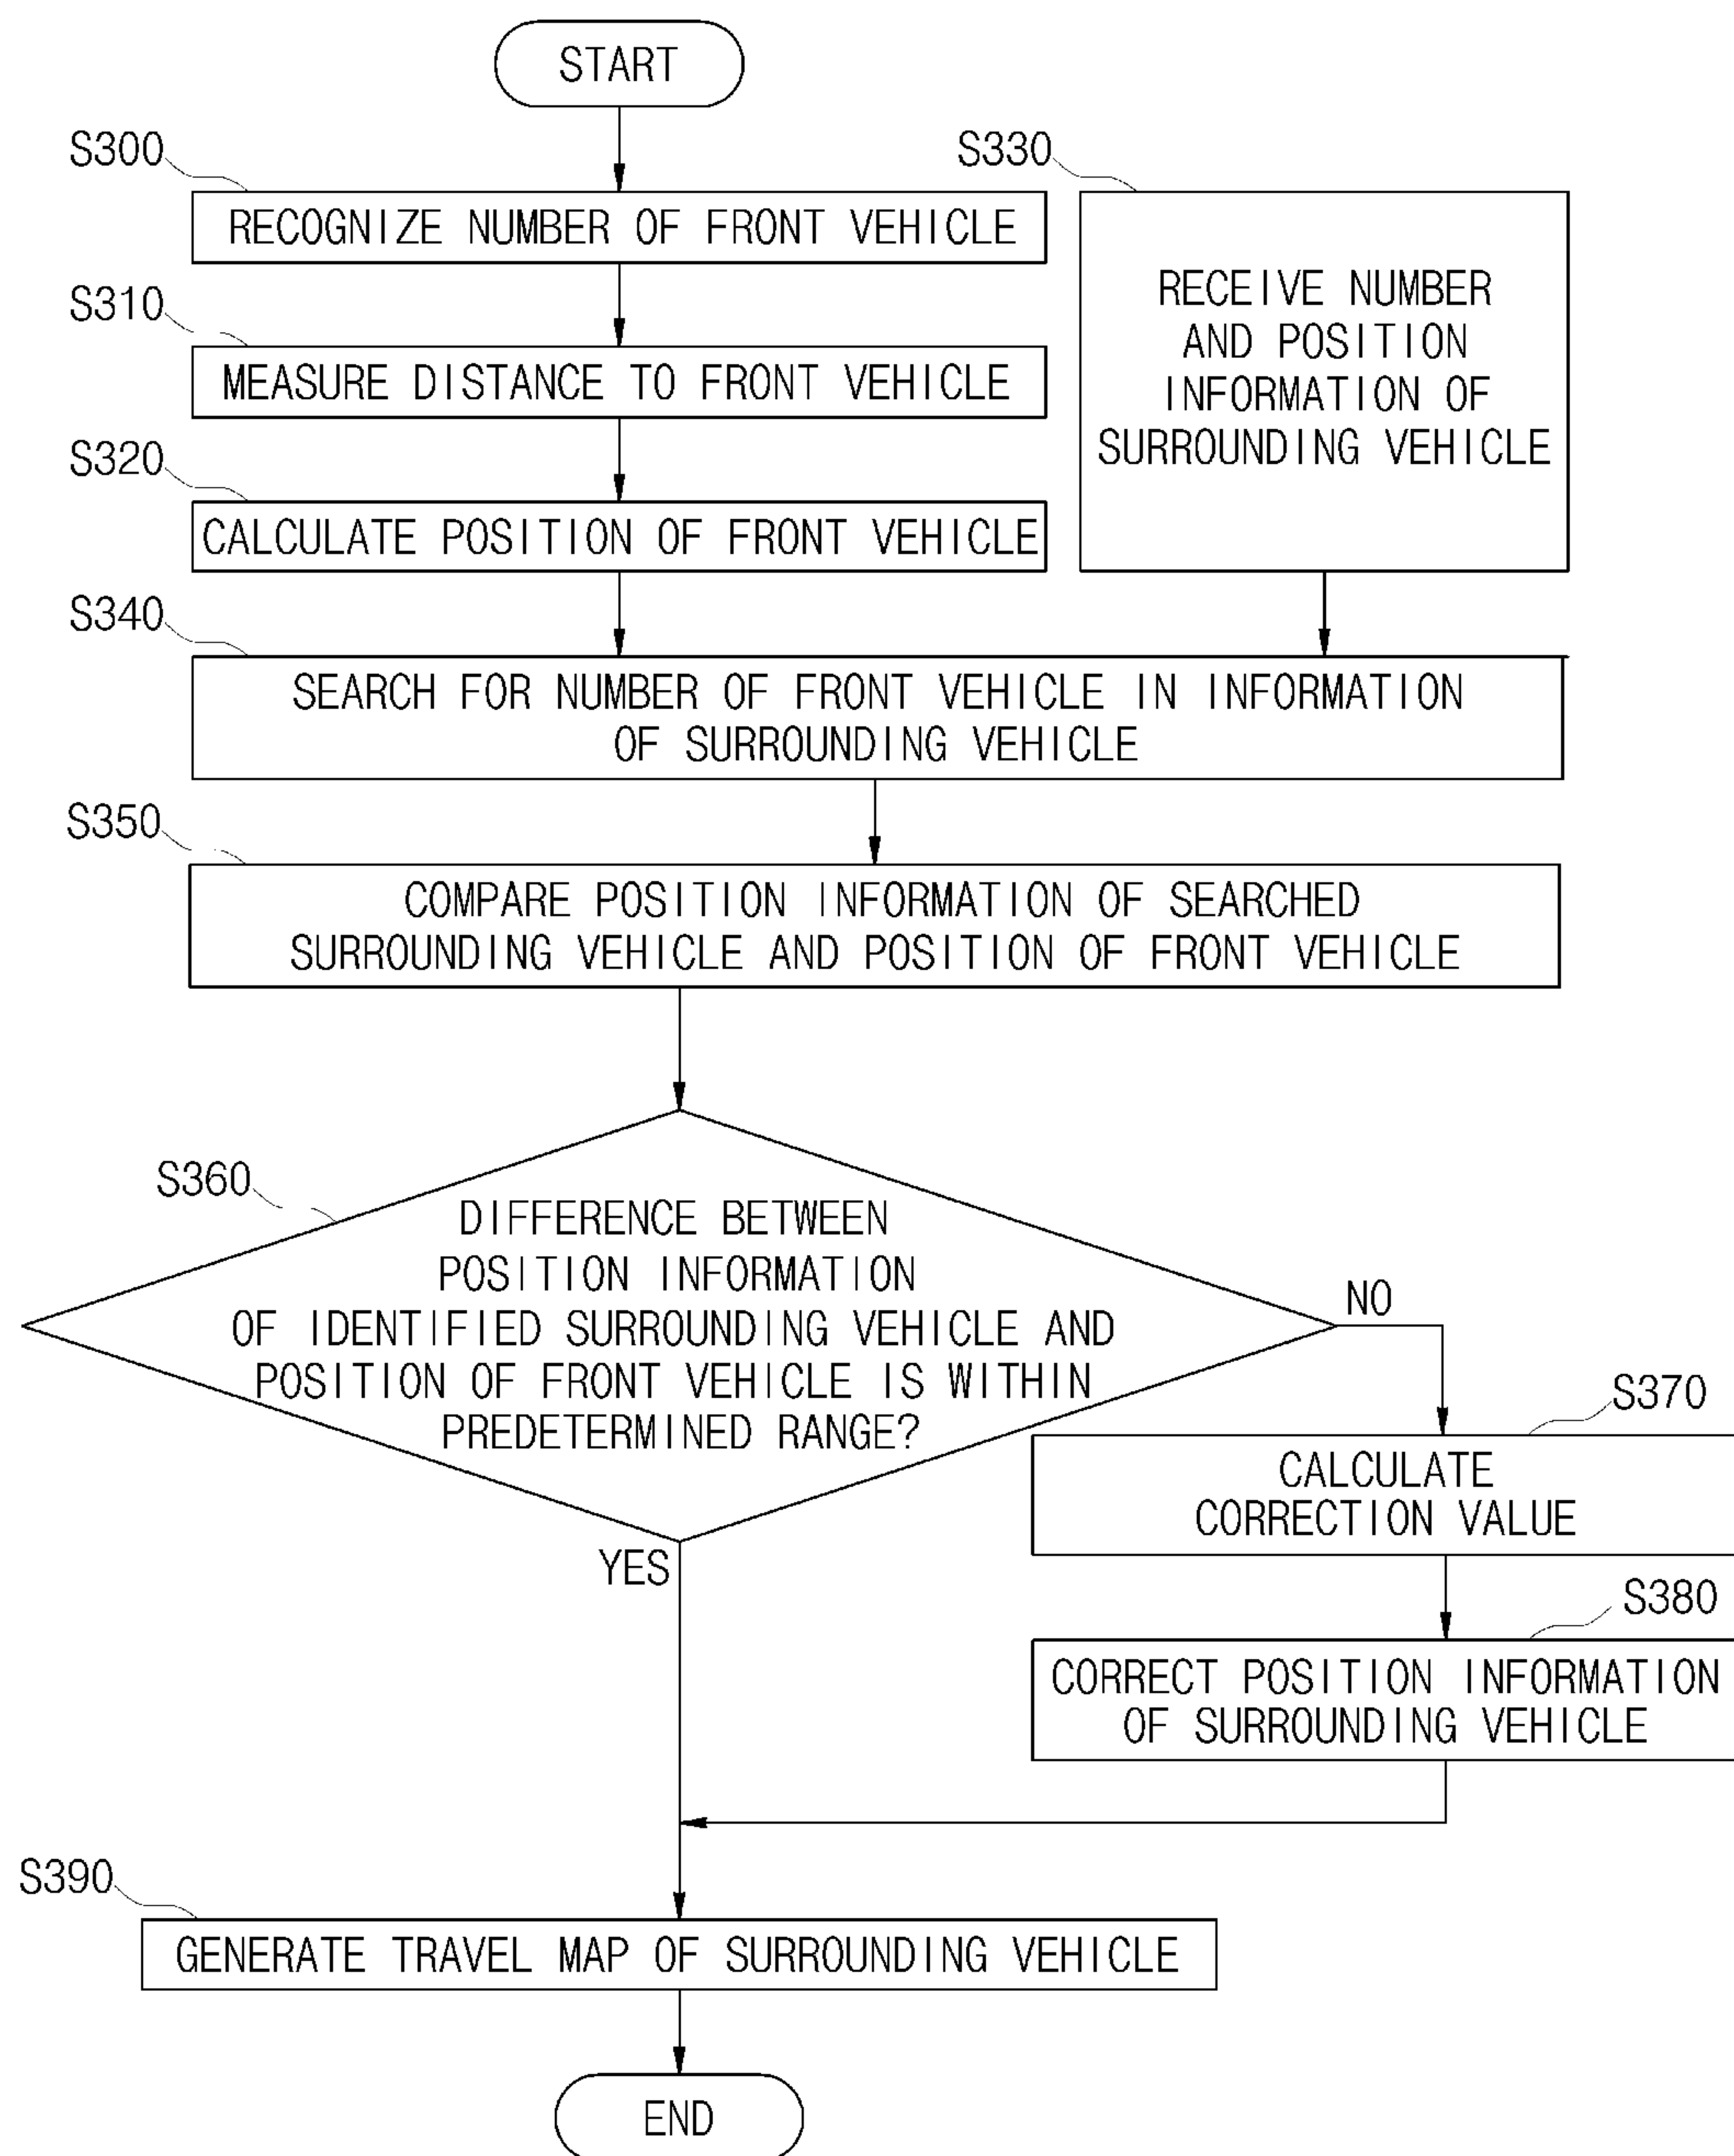 START
S300
RECOGNIZE NUMBER OF FRONT VEHICLE
S310
MEASURE DISTANCE TO FRONT VEHICLE
S320
CALCULATE POSITION OF FRONT VEHICLE
S330
RECEIVE NUMBER
AND POSITION
INFORMATION OF
SURROUNDING VEHICLE
S340
SEARCH FOR NUMBER OF FRONT VEHICLE IN INFORMATION
OF SURROUNDING VEHICLE
S350
COMPARE POSITION INFORMATION OF SEARCHED
SURROUNDING VEHICLE AND POSITION OF FRONT VEHICLE
S360
DIFFERENCE BETWEEN
POSITION INFORMATION
OF IDENTIFIED SURROUNDING VEHICLE AND
POSITION OF FRONT VEHICLE IS WITHIN
PREDETERMINED RANGE?
NO
S370
CALCULATE
CORRECTION VALUE
YES
S380
CORRECT POSITION INFORMATION
OF SURROUNDING VEHICLE
S390
GENERATE TRAVEL MAP OF SURROUNDING VEHICLE
END